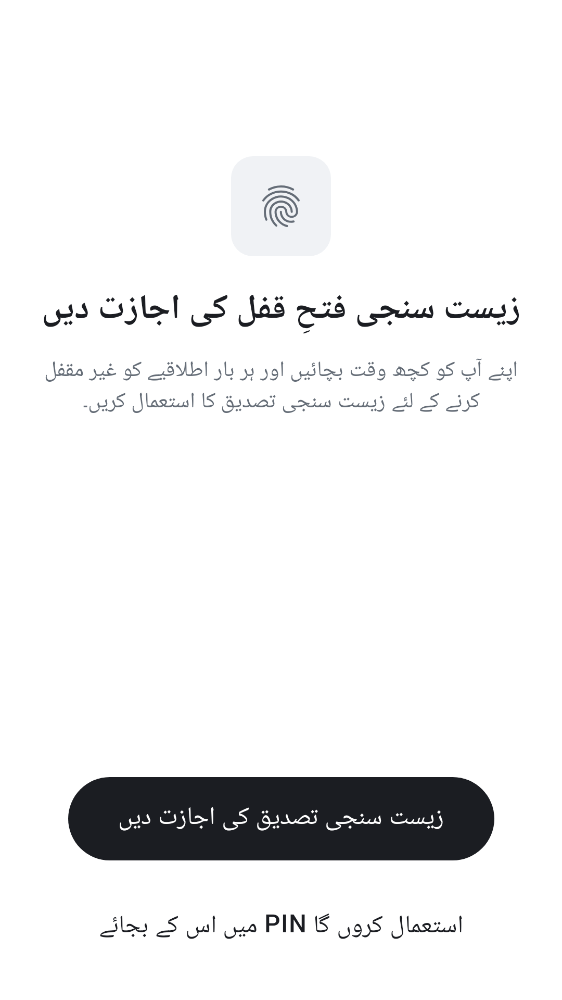 زیست سنجی فتحِ قفل کی اجازت دیں
اپنے آپ کو کچھ وقت بچائیں اور ہر بار اطلاقیے کو غیر مقفل
کرنے کے لئے زیست سنجی تصدیق کا استعمال کریں۔
زیست سنجی تصدیق کی اجازت دیں
استعمال کروں گا PIN میں اس کے بجائے